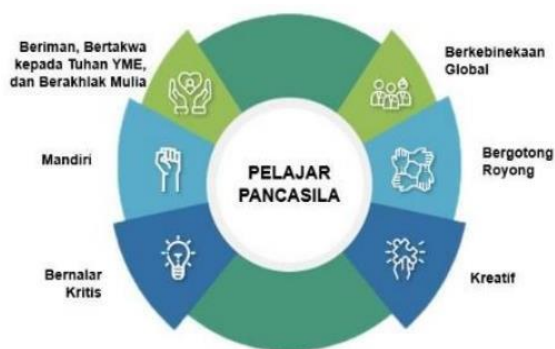 Beriman, Bertakwa
kepada Tuhan YME,
dan Berakhlak Mulia
Berkebinekaan
Global
Mandiri
PELAJAR
PANCASILA
Bergotong
Royong
Bernalar
Kritis
Kreatif